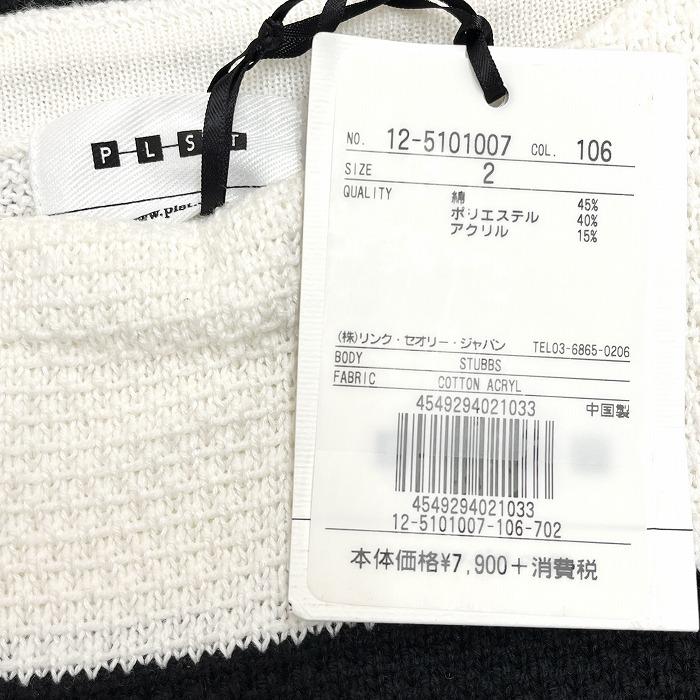 PLST
www.plst.
NO. 12-5101007 COL. 106
SIZE 2
QUALITY 綿 45%
ポリエステル 40%
アクリル 15%
(株)リンク・セオリー・ジャパン TEL03-6865-0206
BODY STUBBS
FABRIC COTTON ACRYL
4549294021033 中国製
4549294021033
12-5101007-106-702
本体価格¥7,900+消費税